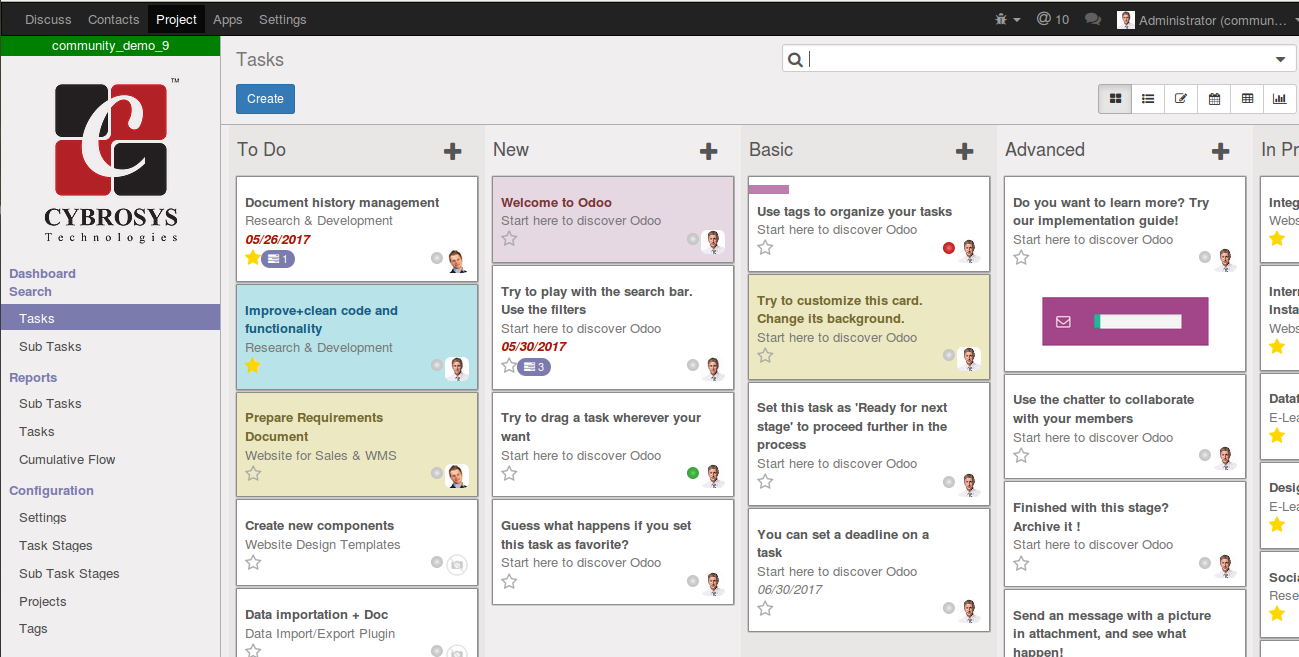 Discuss Contacts Project Apps Settings
@ 10 Administrator (commun...
community_demo_9
Tasks
Create
TM
CYBROSYS
Technologies
Dashboard
Search
Tasks
Sub Tasks
Reports
Sub Tasks
Tasks
Cumulative Flow
Configuration
Settings
Task Stages
Sub Task Stages
Projects
Tags
To Do
Document history management
Research & Development
05/26/2017
1
Improve+clean code and
functionality
Research & Development
Prepare Requirements
Document
Website for Sales & WMS
Create new components
Website Design Templates
Data importation + Doc
Data Import/Export Plugin
New
Welcome to Odoo
Start here to discover Odoo
Try to play with the search bar.
Use the filters
Start here to discover Odoo
05/30/2017
3
Try to drag a task wherever your
want
Start here to discover Odoo
Guess what happens if you set
this task as favorite?
Start here to discover Odoo
Basic
Use tags to organize your tasks
Start here to discover Odoo
Try to customize this card.
Change its background.
Start here to discover Odoo
Set this task as 'Ready for next
stage' to proceed further in the
process
Start here to discover Odoo
You can set a deadline on a
task
Start here to discover Odoo
06/30/2017
Advanced
Do you want to learn more? Try
our implementation guide!
Start here to discover Odoo
Use the chatter to collaborate
with your members
Start here to discover Odoo
Finished with this stage?
Archive it !
Start here to discover Odoo
Send an message with a picture
in attachment, and see what
happen!
In Pr
Integ
Webs
Intern
Insta
Webs
Dataf
E-Lea
Desig
E-Lea
Socia
Rese